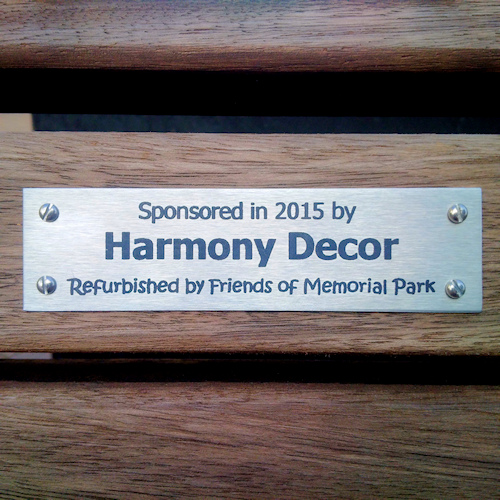 Sponsored in 2015 by
Harmony Decor
Refurbished by Friends of Memorial Park